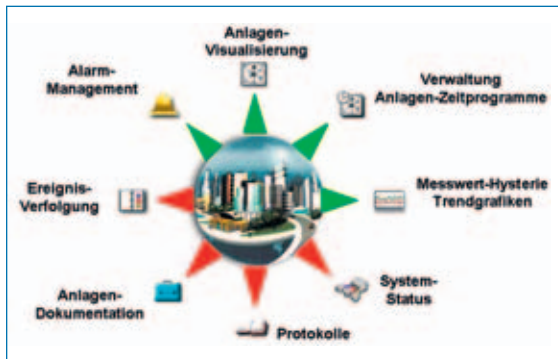 Anlagen-
Visualisierung
Alarm-
Management
Verwaltung
Anlagen-Zeitprogramme
Ereignis-
Verfolgung
Messwert-Hysterie
Trendgrafiken
Anlagen-
Dokumentation
System-
Status
Protokolle